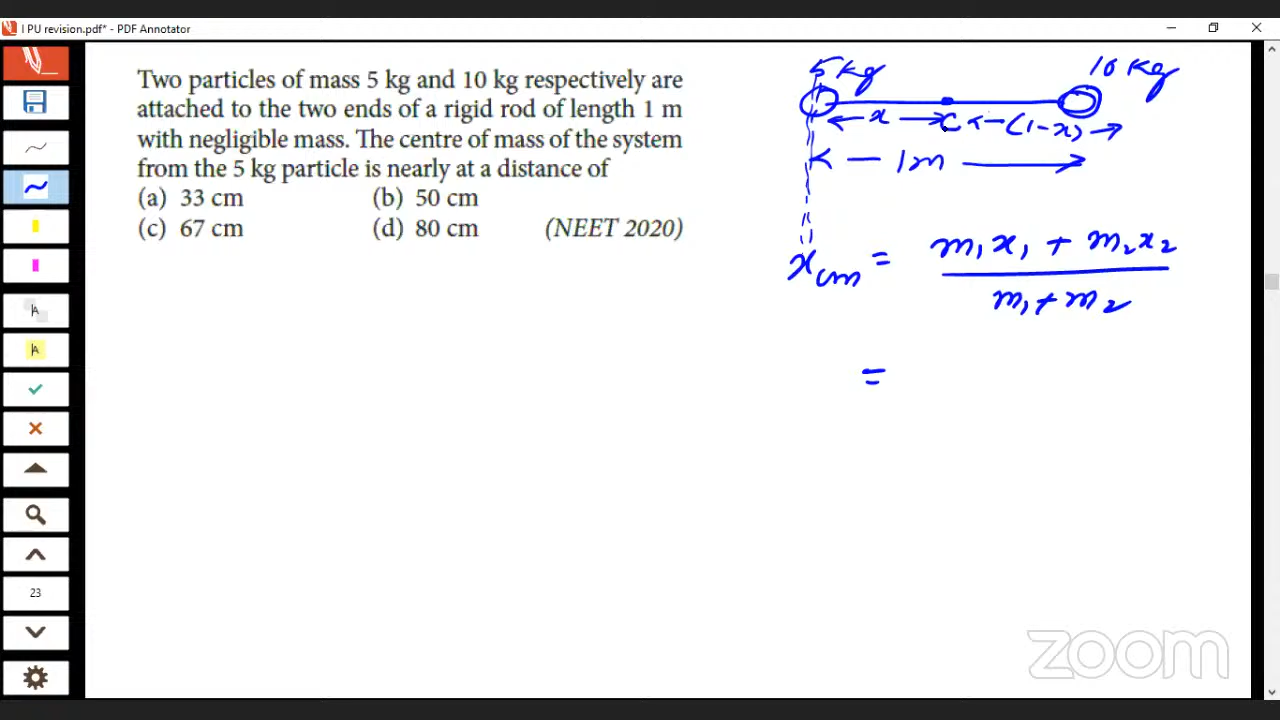 I PU revision.pdf* - PDF Annotator
Two particles of mass 5 kg and 10 kg respectively are
attached to the two ends of a rigid rod of length 1 m
with negligible mass. The centre of mass of the system
from the 5 kg particle is nearly at a distance of
(a) 33 cm (b) 50 cm
(c) 67 cm (d) 80 cm (NEET 2020)
5 kg 10 kg
x C (1-x)
1m
x_cm = (m₁x₁ + m₂x₂) / (m₁ + m₂)
=
23
zoom